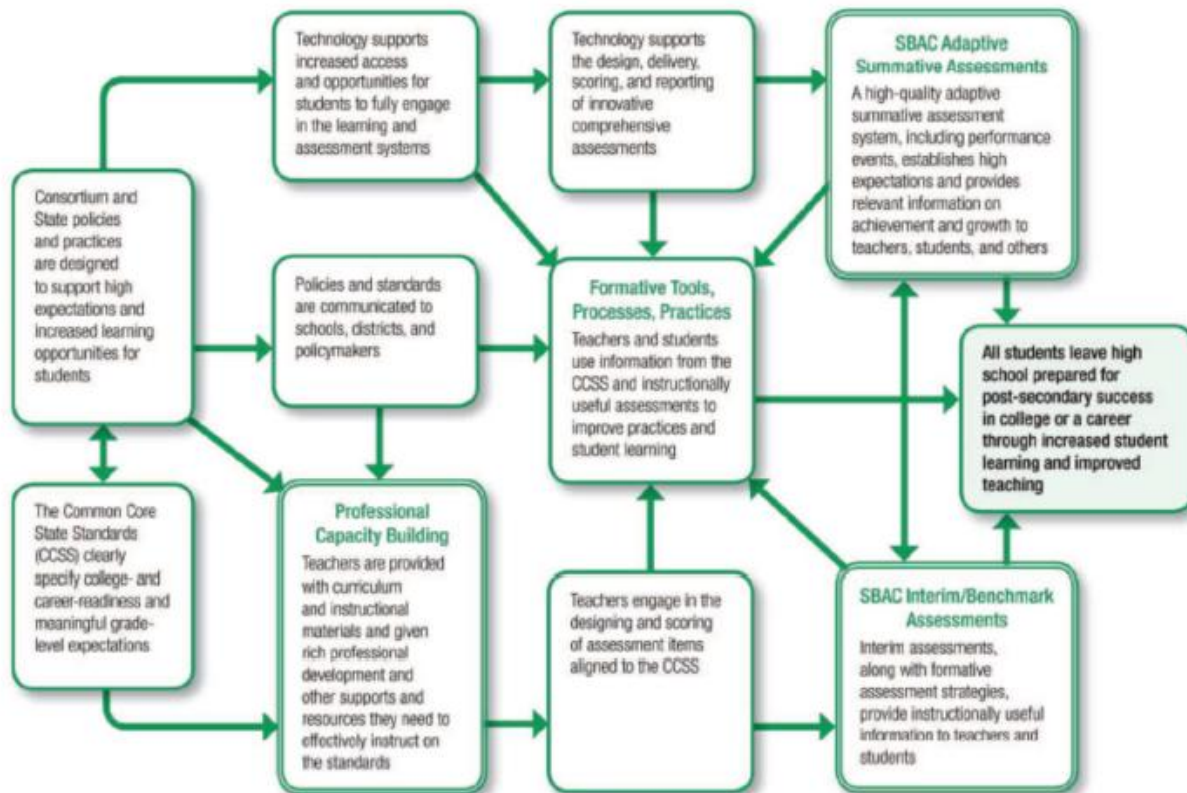 Technology supports
increased access
and opportunities for
students to fully engage
in the learning and
assessment systems
Technology supports
the design, delivery,
scoring, and reporting
of innovative
comprehensive
assessments
SBAC Adaptive
Summative Assessments
A high-quality adaptive
summative assessment
system, including performance
events, establishes high
expectations and provides
relevant information on
achievement and growth to
teachers, students, and others
Consortium and
State policies
and practices
are designed
to support high
expectations and
increased learning
opportunities for
students
Policies and standards
are communicated to
schools, districts, and
policymakers
Formative Tools,
Processes, Practices
Teachers and students
use information from the
CCSS and instructionally
useful assessments to
improve practices and
student learning
All students leave high
school prepared for
post-secondary success
in college or a career
through increased student
learning and improved
teaching
The Common Core
State Standards
(CCSS) clearly
specify college- and
career-readiness and
meaningful grade-
level expectations
Professional
Capacity Building
Teachers are provided
with curriculum
and instructional
materials and given
rich professional
development and
other supports and
resources they need to
effectively instruct on
the standards
Teachers engage in the
designing and scoring
of assessment items
aligned to the CCSS
SBAC Interim/Benchmark
Assessments
Interim assessments,
along with formative
assessment strategies,
provide instructionally useful
information to teachers and
students